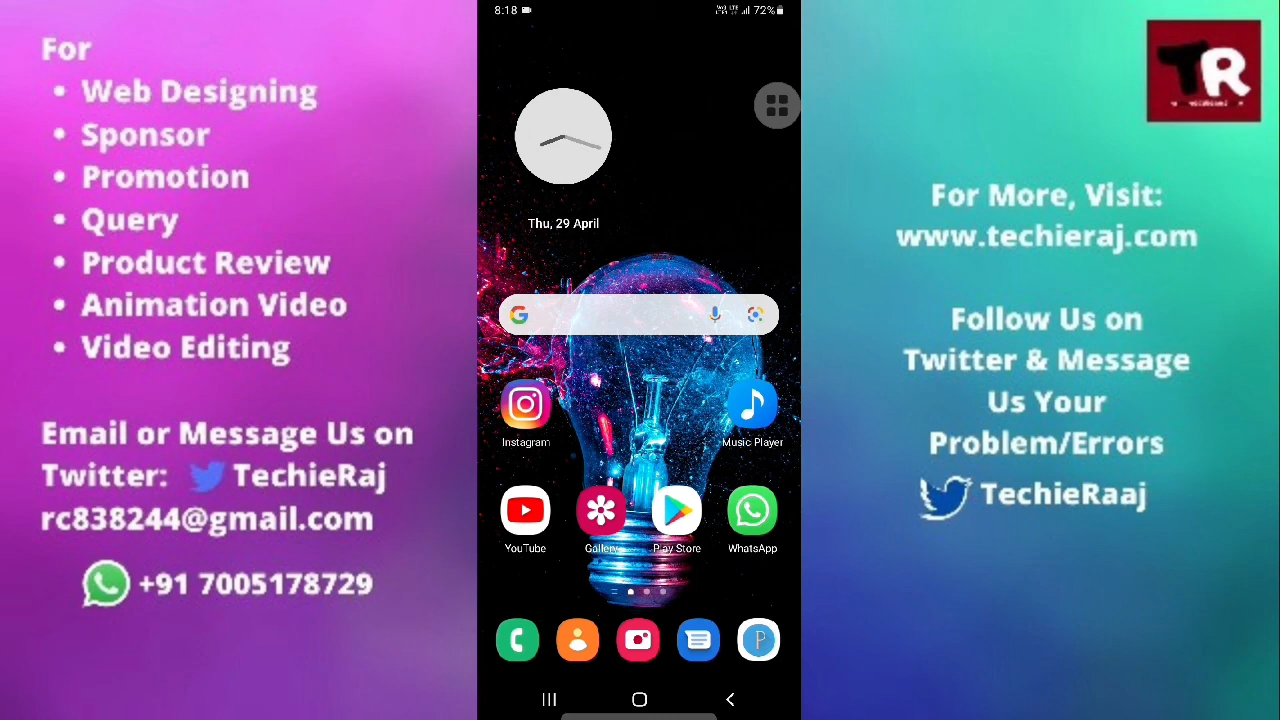 For
• Web Designing
• Sponsor
• Promotion
• Query
• Product Review
• Animation Video
• Video Editing
Email or Message Us on
Twitter: TechieRaj
rc838244@gmail.com
+91 7005178729
8:18
72%
Thu, 29 April
Instagram
Music Player
YouTube
Gallery
Play Store
WhatsApp
P
TR
For More, Visit:
www.techieraj.com
Follow Us on
Twitter & Message
Us Your
Problem/Errors
TechieRaaj